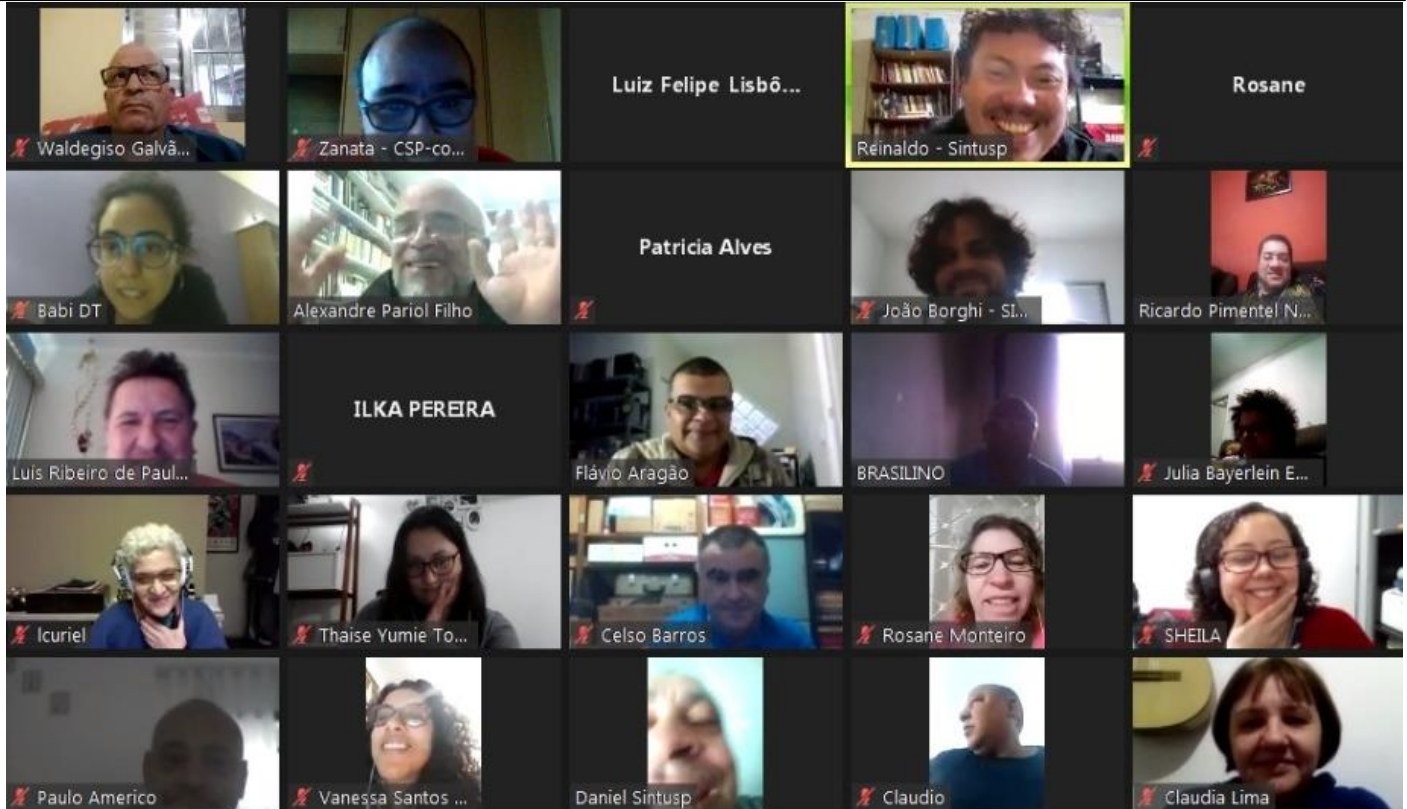 Waldegiso Galvã...
Zanata - CSP-co...
Luiz Felipe Lisbô...
Reinaldo - Sintusp
Rosane
Babi DT
Alexandre Pariol Filho
Patricia Alves
João Borghi - SI...
Ricardo Pimentel N...
Luís Ribeiro de Paul...
ILKA PEREIRA
Flávio Aragão
BRASILINO
Julia Bayerlein E...
lcuriel
Thaise Yumie To...
Celso Barros
Rosane Monteiro
SHEILA
Paulo Americo
Vanessa Santos ...
Daniel Sintusp
Claudio
Claudia Lima